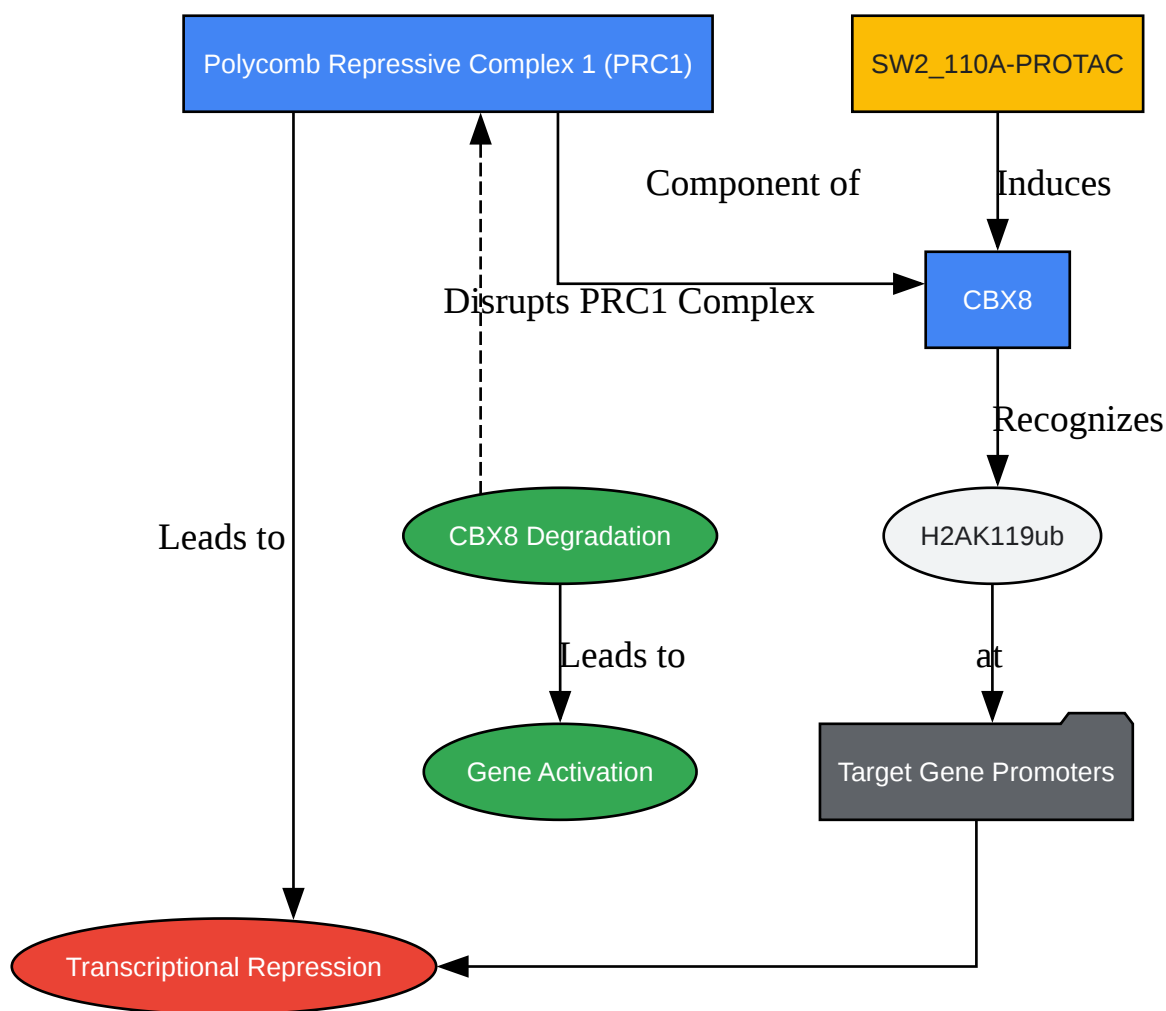 Polycomb Repressive Complex 1 (PRC1)
SW2_110A-PROTAC
Component of
Induces
Disrupts PRC1 Complex
CBX8
Recognizes
Leads to
CBX8 Degradation
H2AK119ub
Leads to
at
Gene Activation
Target Gene Promoters
Transcriptional Repression